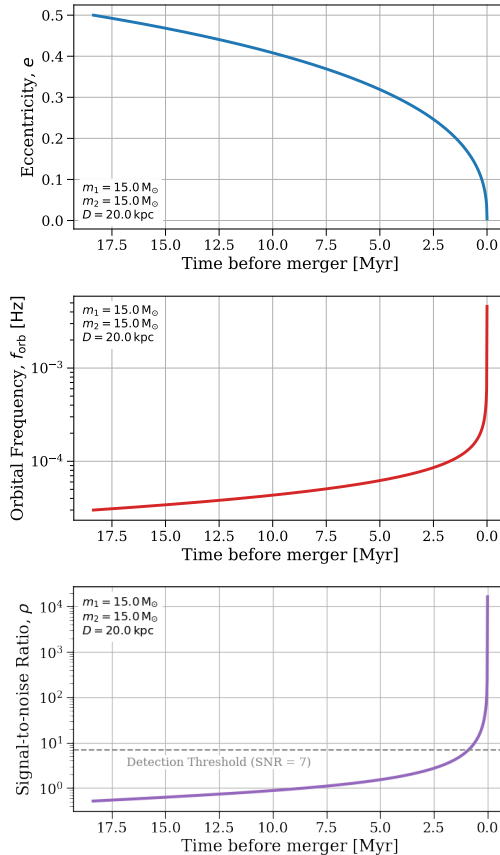 Eccentricity, e
0.5
0.4
0.3
0.2
0.1
0.0
m₁ = 15.0 M⊙
m₂ = 15.0 M⊙
D = 20.0 kpc
17.5 15.0 12.5 10.0 7.5 5.0 2.5 0.0
Time before merger [Myr]
Orbital Frequency, f_orb [Hz]
10⁻³
10⁻⁴
m₁ = 15.0 M⊙
m₂ = 15.0 M⊙
D = 20.0 kpc
17.5 15.0 12.5 10.0 7.5 5.0 2.5 0.0
Time before merger [Myr]
Signal-to-noise Ratio, ρ
10⁴
10³
10²
10¹
10⁰
m₁ = 15.0 M⊙
m₂ = 15.0 M⊙
D = 20.0 kpc
Detection Threshold (SNR = 7)
17.5 15.0 12.5 10.0 7.5 5.0 2.5 0.0
Time before merger [Myr]